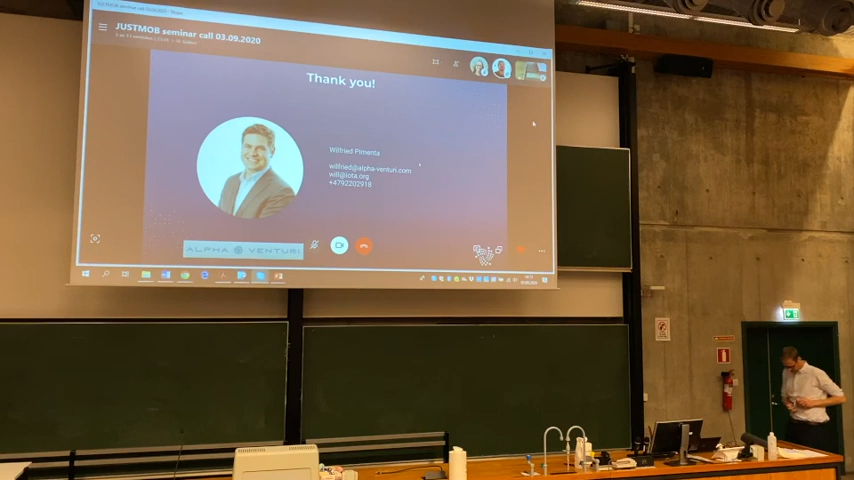 JUSTMOB seminar call 03.09.2020
Thank you!
Wilfried Pimenta
wilfried@alpha-venturi.com
will@iota.org
+4792202918
ALPHA VENTURI